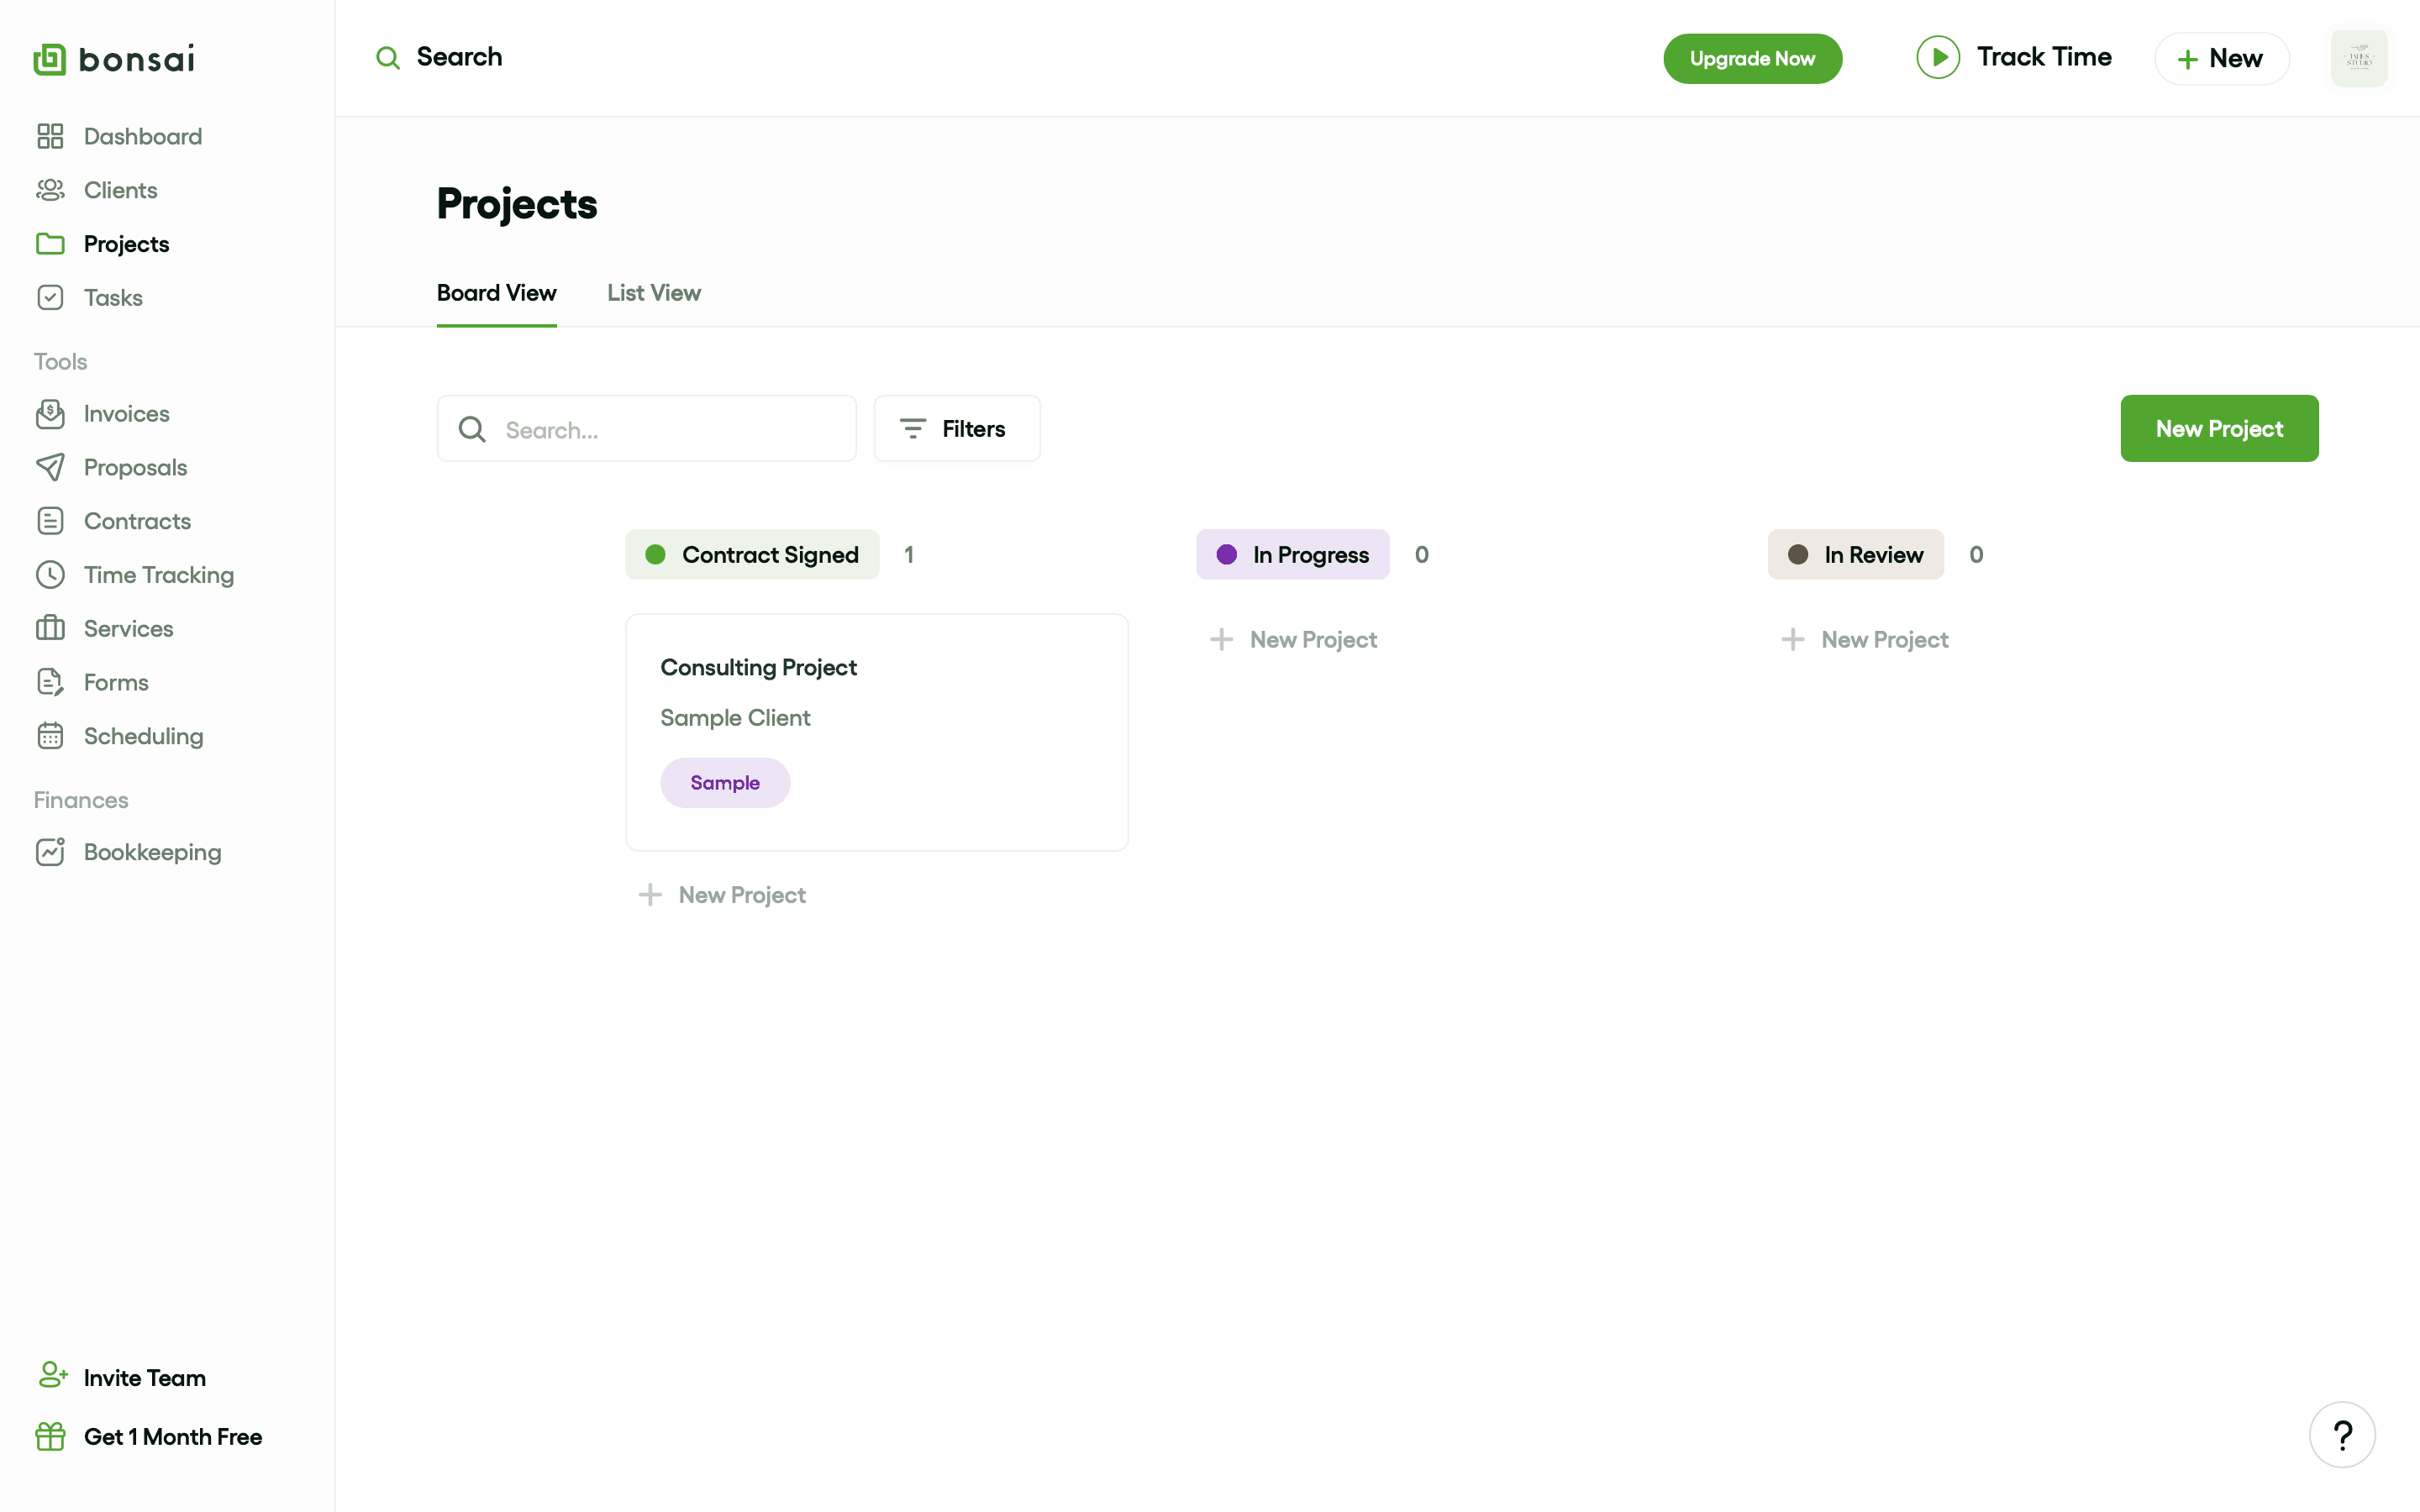 bonsai
Search
Upgrade Now
Track Time
New
Dashboard
Clients
Projects
Tasks
Tools
Invoices
Proposals
Contracts
Time Tracking
Services
Forms
Scheduling
Finances
Bookkeeping
Invite Team
Get 1 Month Free
Projects
Board View
List View
Search...
Filters
New Project
Contract Signed 1
Consulting Project
Sample Client
Sample
New Project
In Progress 0
New Project
In Review 0
New Project
?